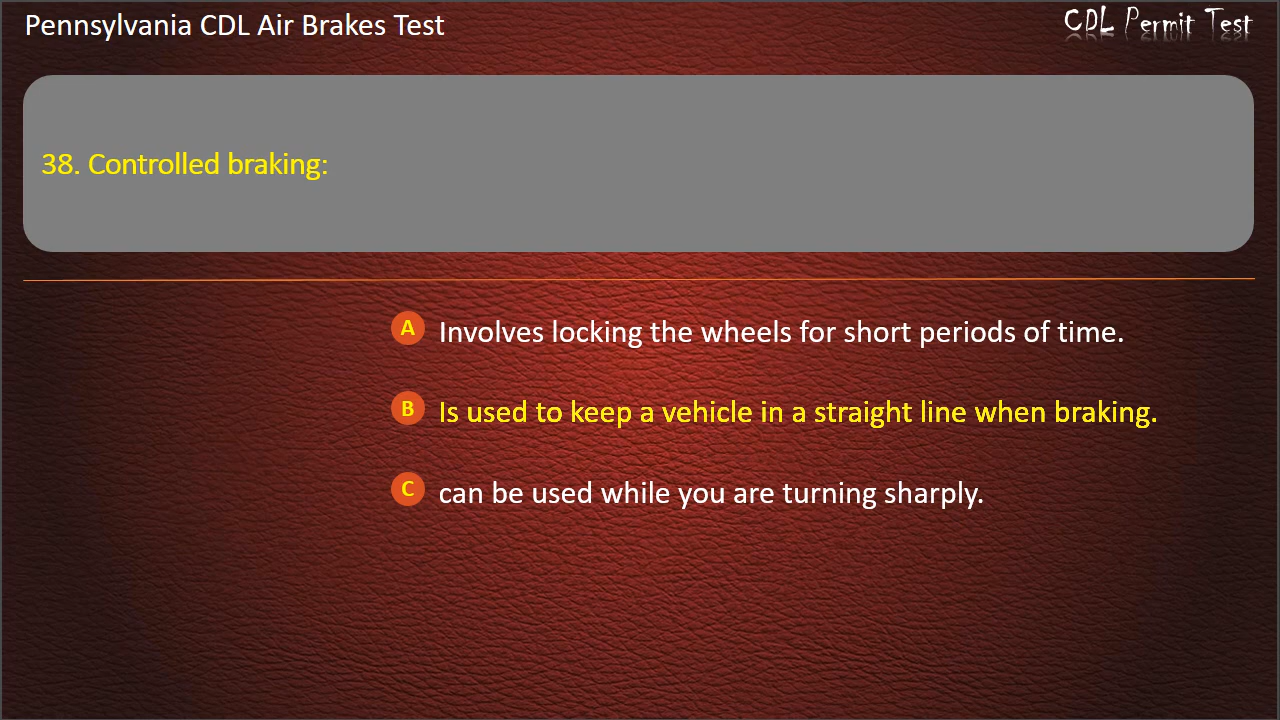 Pennsylvania CDL Air Brakes Test
CDL Permit Test
38. Controlled braking:
A Involves locking the wheels for short periods of time.
B Is used to keep a vehicle in a straight line when braking.
C can be used while you are turning sharply.